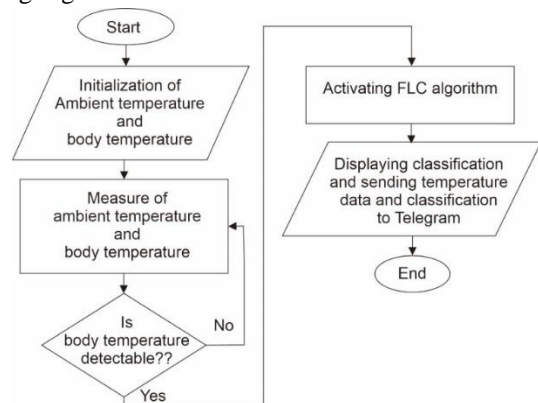 Start
Initialization of
Ambient temperature
and
body temperature
Measure of
ambient temperature
and
body temperature
Is
body temperature
detectable??
No
Yes
Activating FLC algorithm
Displaying classification
and sending temperature
data and classification
to Telegram
End